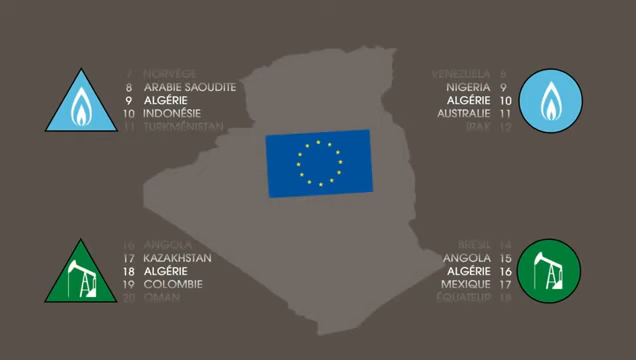 7 NORVÈGE
8 ARABIE SAOUDITE
9 ALGÉRIE
10 INDONÉSIE
11 TURKMÉNISTAN
VENEZUELA 8
NIGERIA 9
ALGÉRIE 10
AUSTRALIE 11
IRAK 12
16 ANGOLA
17 KAZAKHSTAN
18 ALGÉRIE
19 COLOMBIE
20 OMAN
BRÉSIL 14
ANGOLA 15
ALGÉRIE 16
MEXIQUE 17
ÉQUATEUR 18